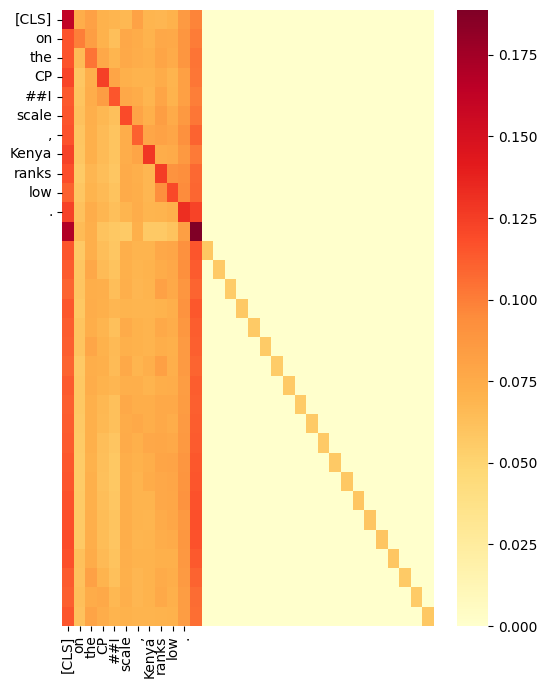 [CLS]
on
the
CP
##I
scale
,
Kenya
ranks
low
.
0.175
0.150
0.125
0.100
0.075
0.050
0.025
0.000
[CLS]
on
the
CP
##I
scale
,
Kenya
ranks
low
.